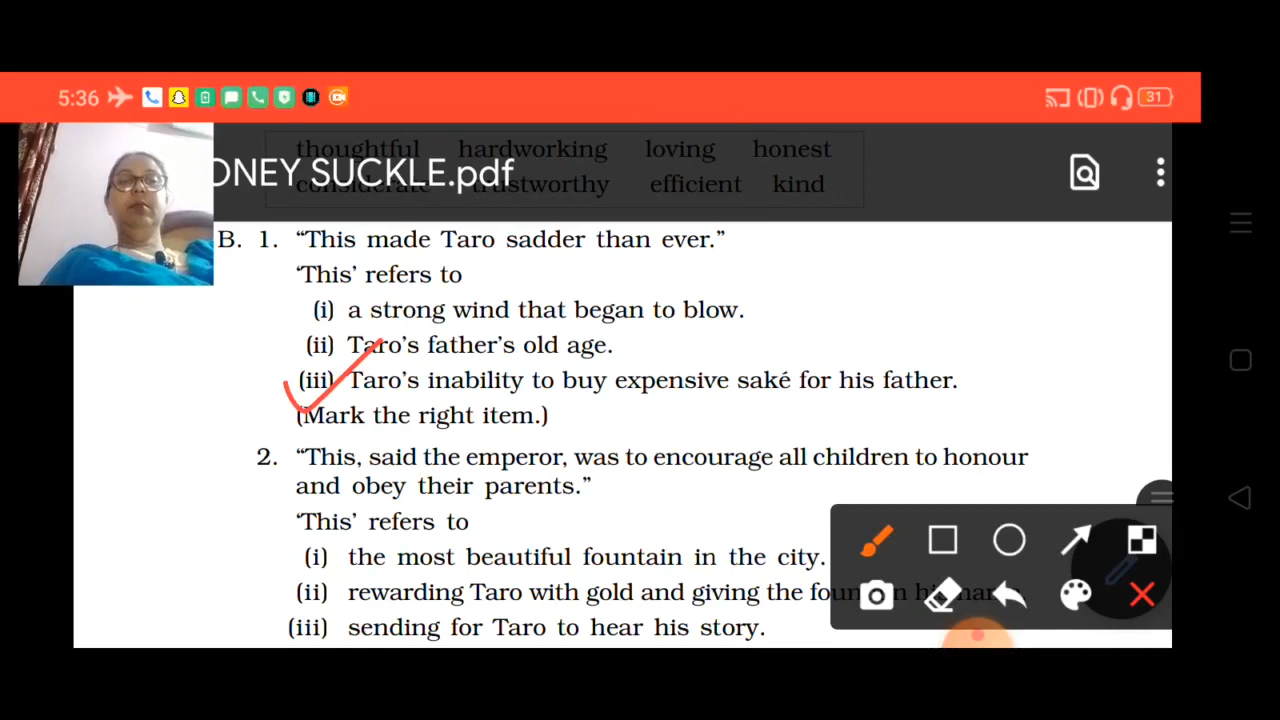 5:36
31
thoughtful hardworking loving honest
considerate trustworthy efficient kind
ONEY SUCKLE.pdf
B. 1. “This made Taro sadder than ever.”
‘This’ refers to
(i) a strong wind that began to blow.
(ii) Taro’s father’s old age.
(iii) Taro’s inability to buy expensive saké for his father.
(Mark the right item.)
2. “This, said the emperor, was to encourage all children to honour
and obey their parents.”
‘This’ refers to
(i) the most beautiful fountain in the city.
(ii) rewarding Taro with gold and giving the
(iii) sending for Taro to hear his story.